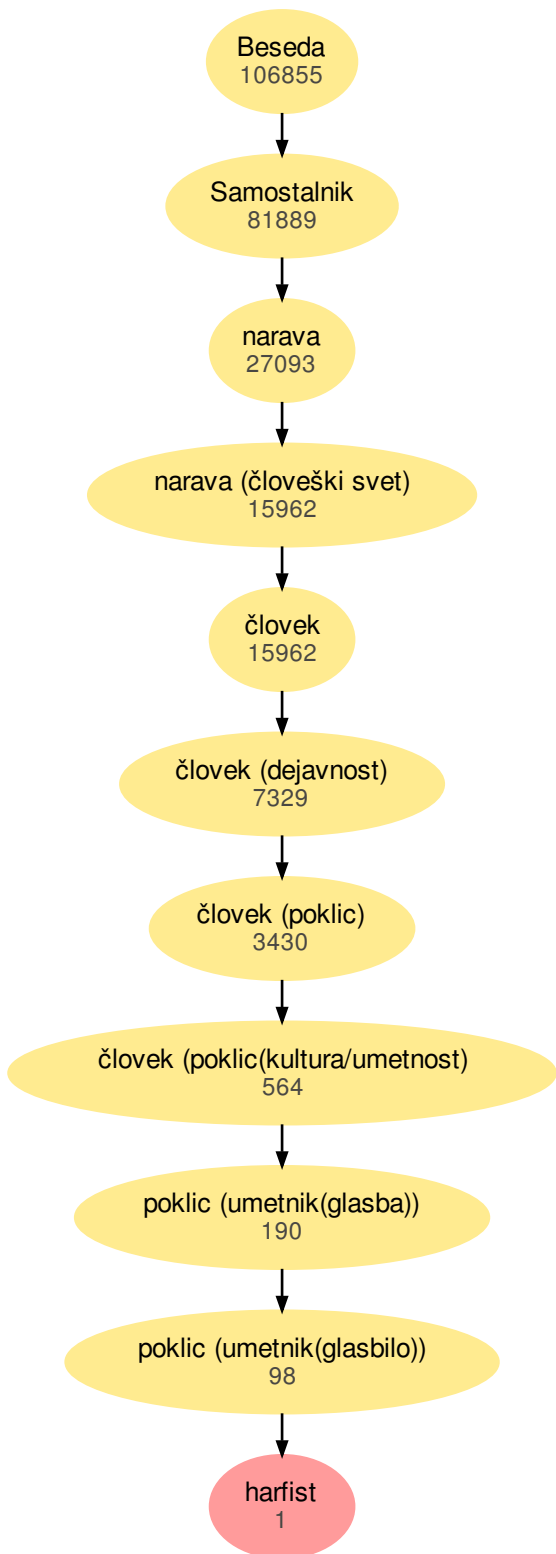 Beseda
106855
Samostalnik
81889
narava
27093
narava (človeški svet)
15962
človek
15962
človek (dejavnost)
7329
človek (poklic)
3430
človek (poklic(kultura/umetnost)
564
poklic (umetnik(glasba))
190
poklic (umetnik(glasbilo))
98
harfist
1